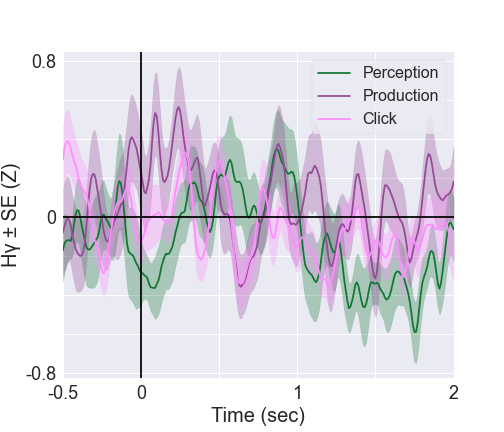 0.8
0
-0.8
Hγ ± SE (Z)
Perception
Production
Click
-0.5
0
1
2
Time (sec)